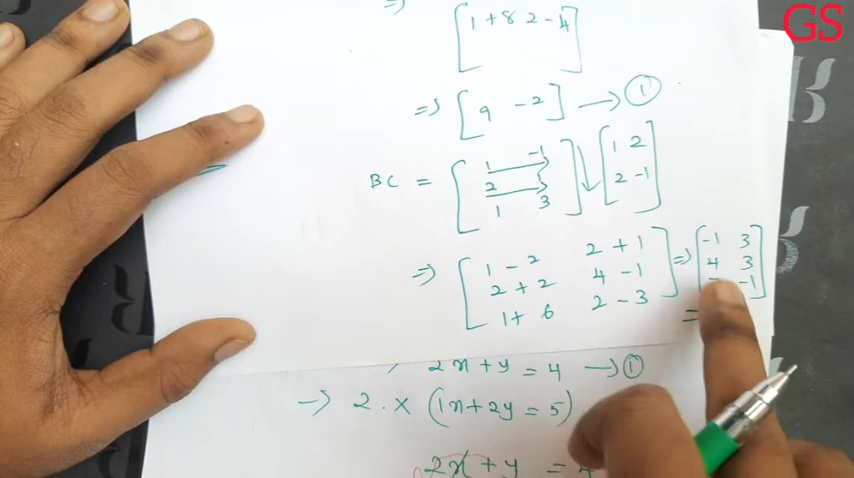 GS
=> [1+8 2-4]
=> [9 -2] → ①
BC = [1 -1
2 1
1 3] [1 2
2 -1]
=> [1-2 2+1
2+2 4-1
1+6 2-3] => [-1 3
4 3
-1]
=
2x+y=4 → ①
→ 2.x (1x+2y=5)
2x+y =